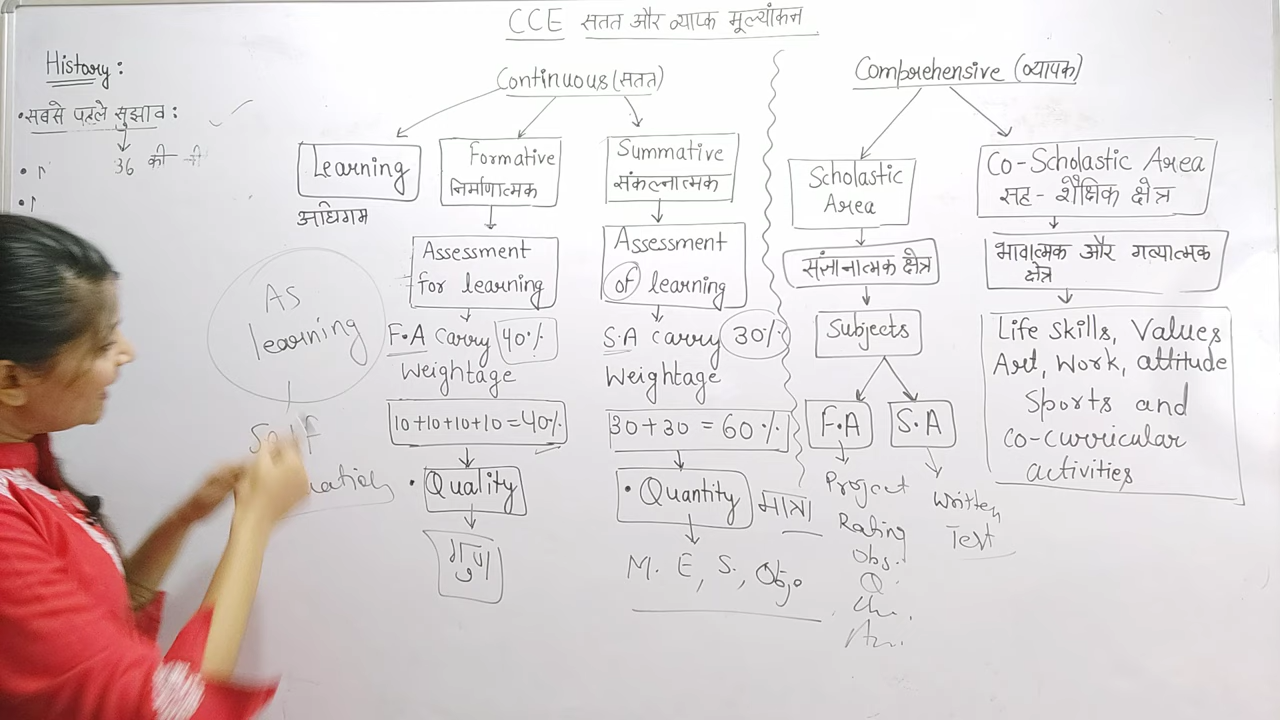 CCE सतत और व्यापक मूल्यांकन
History:
•सबसे पहले सुझाव:
36 की
Continuous (सतत)
Learning
अधिगम
As
learning
Self
Formative
निर्माणात्मक
Assessment
for learning
F.A carry 40%
Weightage
10+10+10+10=40%
• Quality
गुण
Summative
संकल्नात्मक
Assessment
of learning
S.A carry 30%
Weightage
30+30=60%
• Quantity मात्रा
M. E, S., Obj.
Comprehensive (व्यापक)
Scholastic
Area
संज्ञानात्मक क्षेत्र
Subjects
F.A
Project
Rating
Obs.
Q.
S.A
Written
Test
Co-Scholastic Area
सह-शैक्षिक क्षेत्र
भावात्मक और गत्यात्मक
क्षेत्र
Life skills, Values
Art, Work, attitude
Sports and
co-curricular
activities